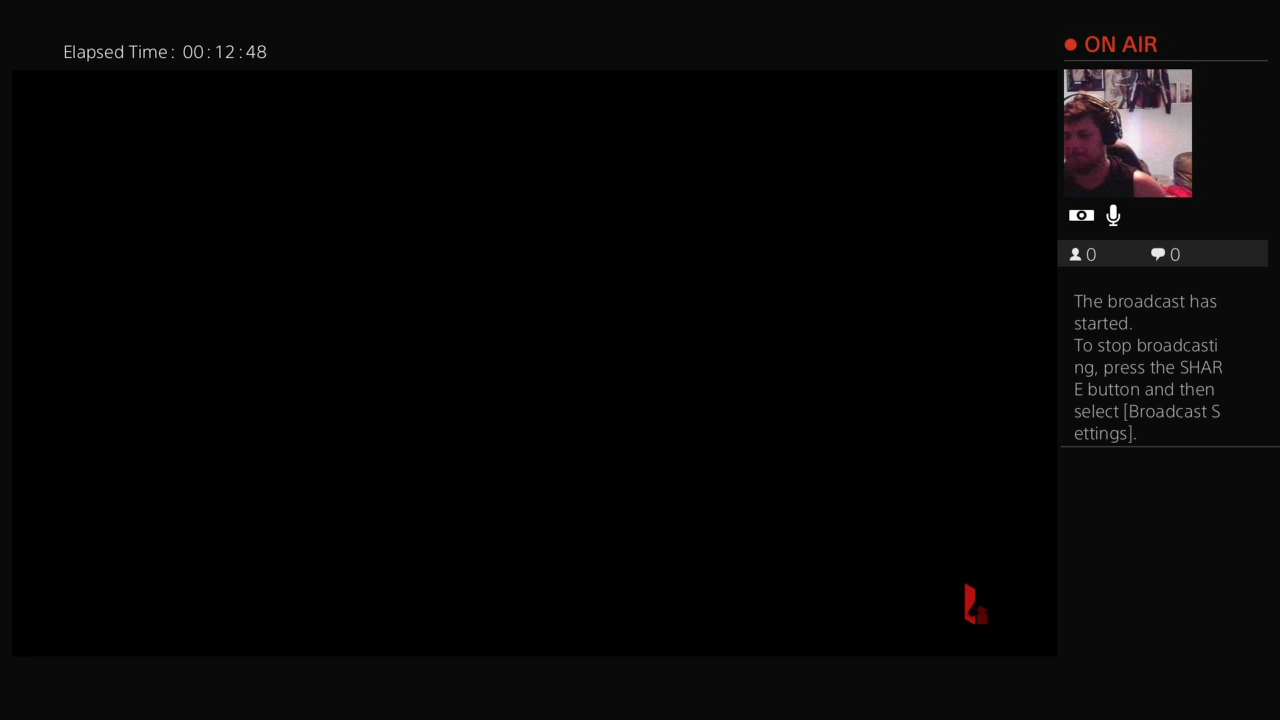 Elapsed Time: 00:12:48
ON AIR
0 0
The broadcast has
started.
To stop broadcasti
ng, press the SHAR
E button and then
select [Broadcast S
ettings].